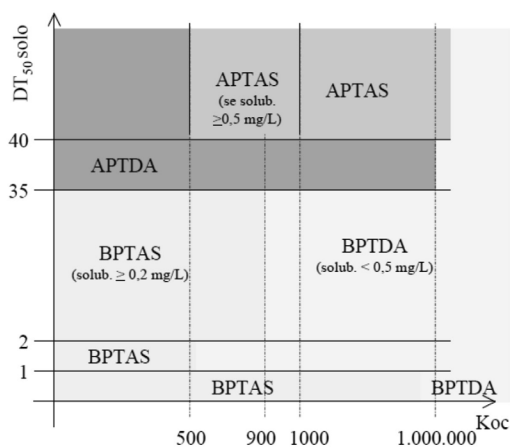 DT50 solo
APTAS
(se solub.
≥0,5 mg/L)
APTAS
40
APTDA
35
BPTAS
(solub. ≥ 0,2 mg/L)
BPTDA
(solub. < 0,5 mg/L)
2
BPTAS
1
BPTAS
BPTDA
Koc
500
900
1000
1.000.000